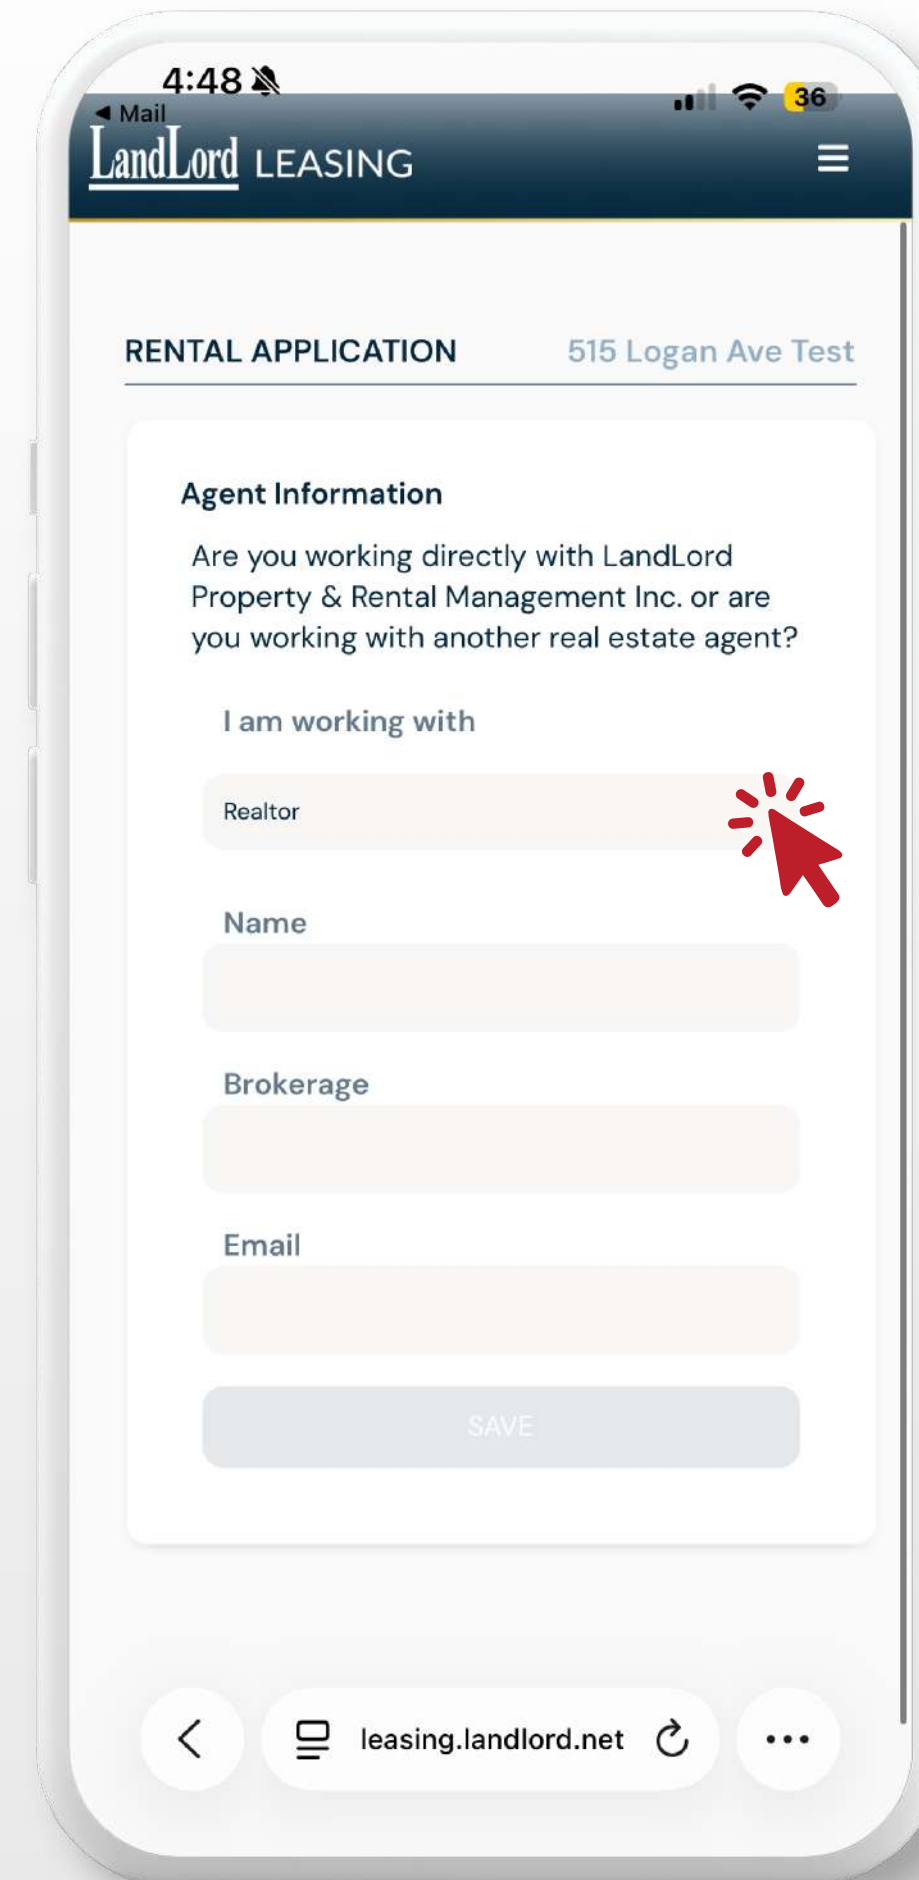 4:48
36
◀ Mail
LandLord LEASING
RENTAL APPLICATION 515 Logan Ave Test
Agent Information
Are you working directly with LandLord
Property & Rental Management Inc. or are
you working with another real estate agent?
I am working with
Realtor
Name
Brokerage
Email
SAVE
leasing.landlord.net